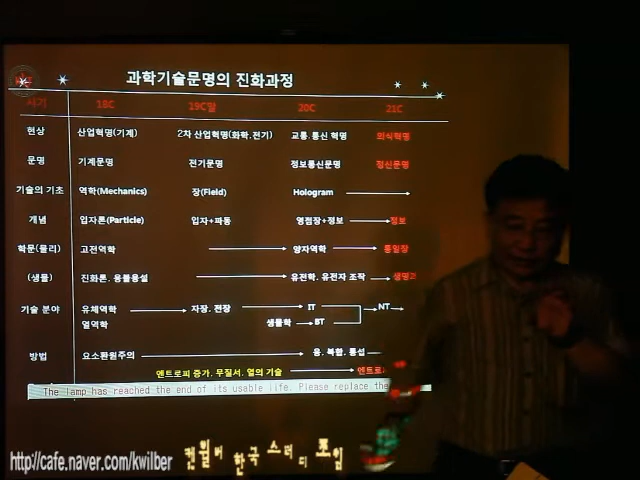 과학기술문명의 진화과정
시기 18C 19C말 20C 21C
현상 산업혁명(기계) 2차 산업혁명(화학.전기) 교통.통신 혁명 의식혁명
문명 기계문명 전기문명 정보통신문명 정신문명
기술의 기초 역학(Mechanics) 장(Field) Hologram
개념 입자론(Particle) 입자+파동 영점장+정보 정보
학문(물리) 고전역학 양자역학 통일장
(생물) 진화론. 용불용설 유전학. 유전자 조작 생명과
기술 분야 유체역학 자장. 전장 IT NT
열역학 생물학 BT
방법 요소환원주의 융. 복합. 통섭
엔트로피 증가. 무질서. 열의 기술 엔트로
The lamp has reached the end of its usable life. Please replace the
http://cafe.naver.com/kwilber 켄윌버 한국 스터디 모임